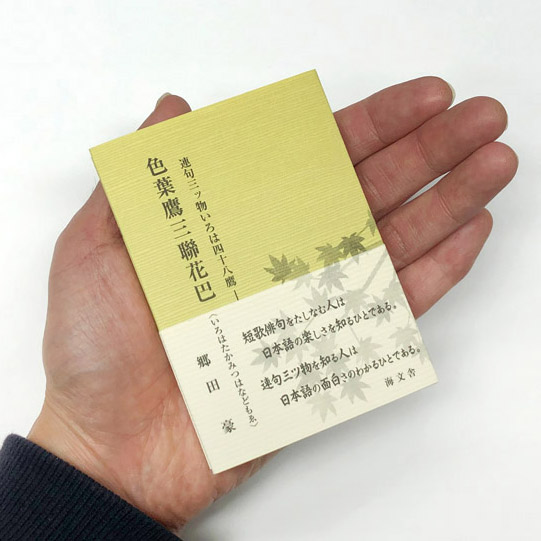 連句三ッ物いろは四十八鷹―
色葉鷹三聯花巴
〈いろはたかみつはなどもゑ〉
郷田 豪
短歌俳句をたしなむ人は
日本語の楽しさを知るひとである。
連句三ツ物を知る人は
日本語の面白さのわかるひとである。
海文舎